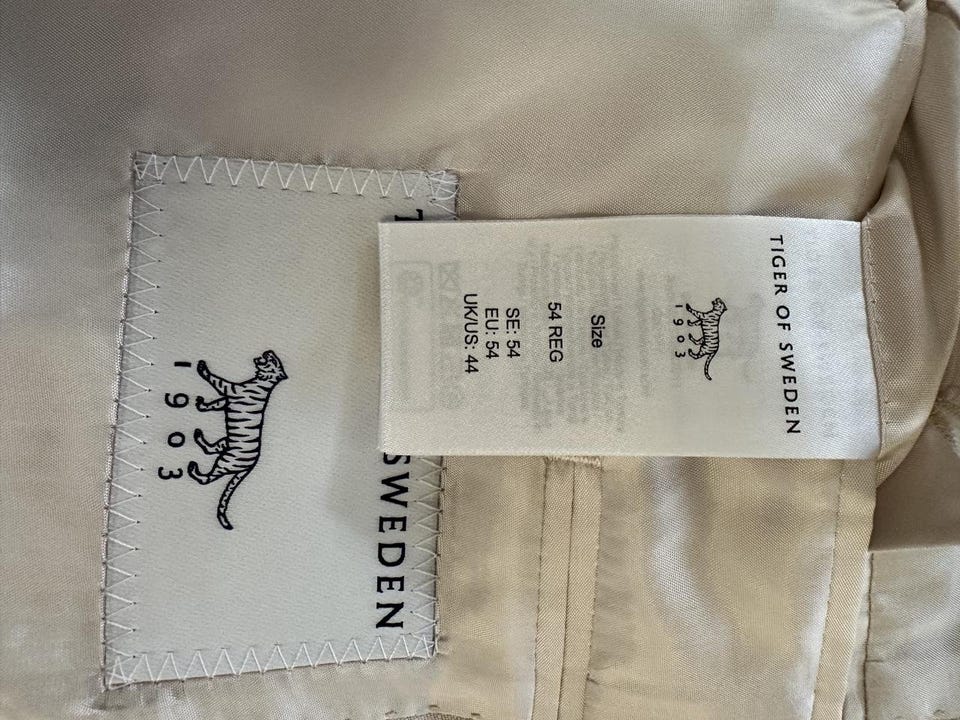 TIGER OF SWEDEN
1903
Size
54 REG
SE: 54
EU: 54
UK/US: 44
T
SWEDEN
1903